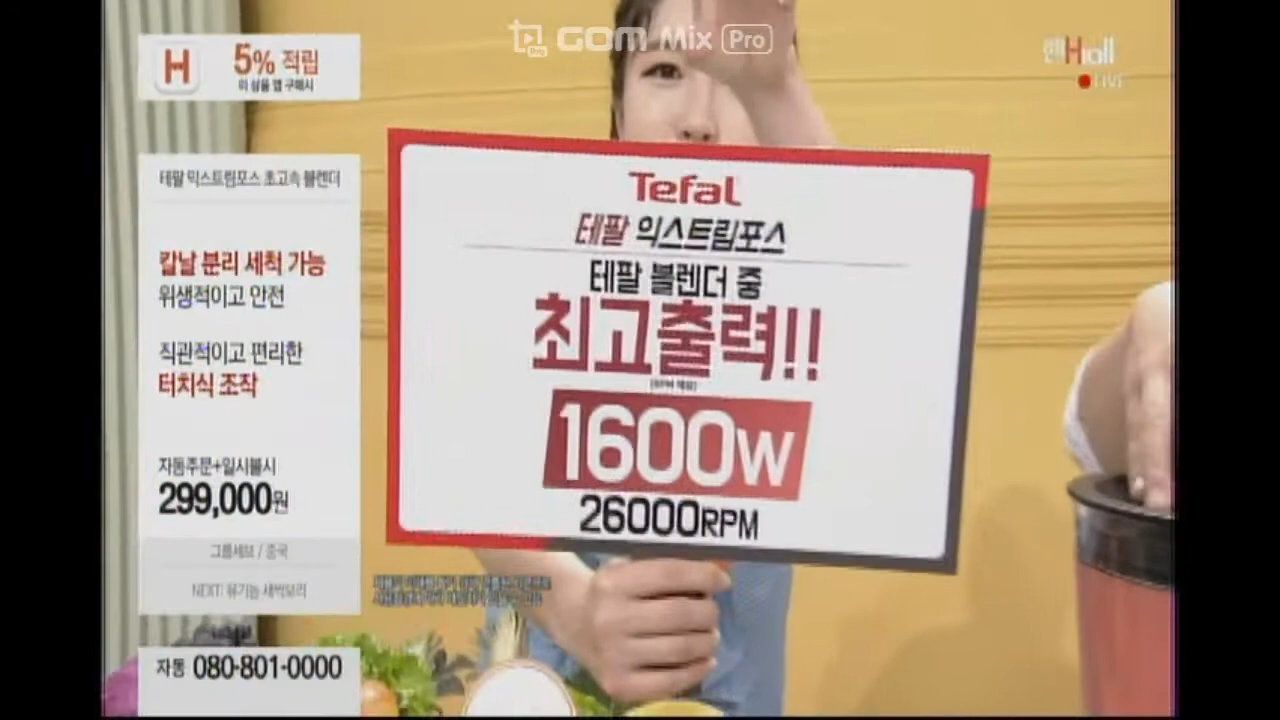 GOM Mix Pro
H
5% 적립
이 상품 앱 구매시
현Hmall
LIVE
테팔 익스트림포스 초고속 블렌더
칼날 분리 세척 가능
위생적이고 안전
직관적이고 편리한
터치식 조작
자동주문+일시불시
299,000원
그룹세브 / 중국
NEXT: 유기농 새싹보리
자동 080-801-0000
Tefal
테팔 익스트림포스
테팔 블렌더 중
최고출력!!
1600W
26000RPM